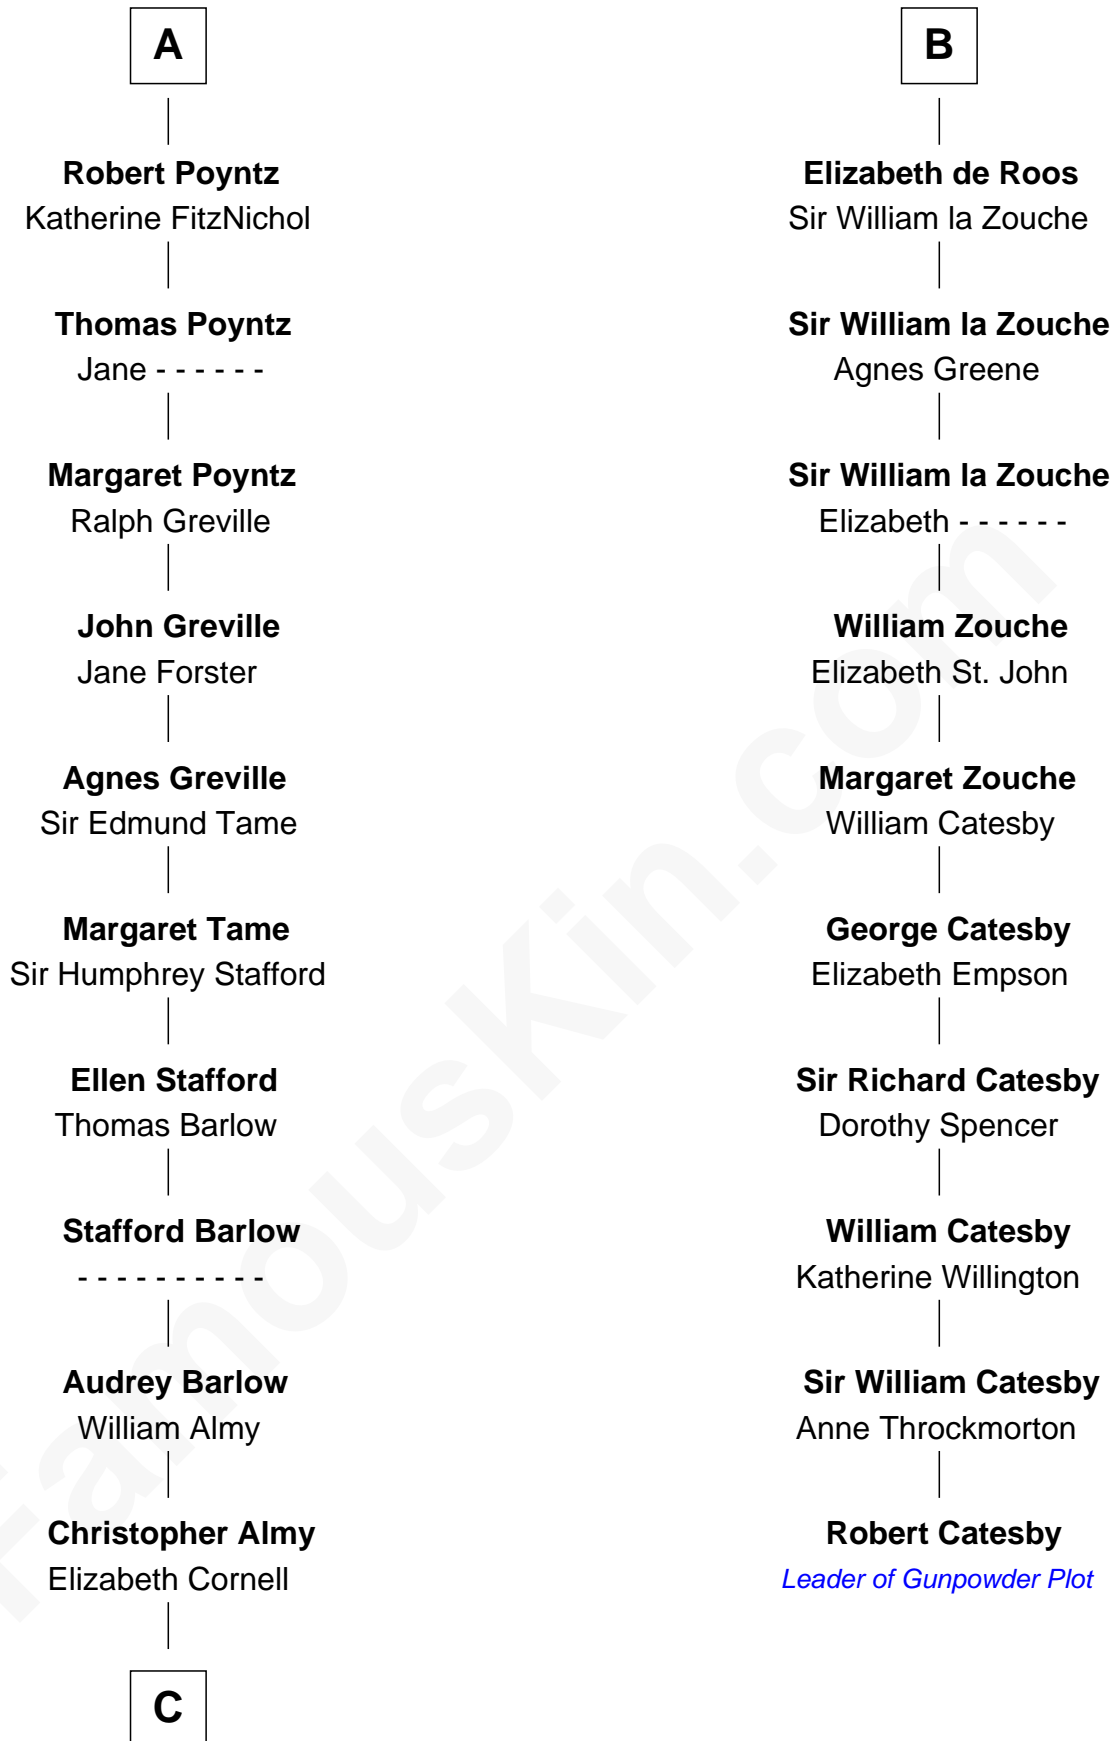 A
Robert Poyntz
Katherine FitzNichol
Thomas Poyntz
Jane - - - - - -
Margaret Poyntz
Ralph Greville
John Greville
Jane Forster
Agnes Greville
Sir Edmund Tame
Margaret Tame
Sir Humphrey Stafford
Ellen Stafford
Thomas Barlow
Stafford Barlow
- - - - - - - - - -
Audrey Barlow
William Almy
Christopher Almy
Elizabeth Cornell
C
B
Elizabeth de Roos
Sir William la Zouche
Sir William la Zouche
Agnes Greene
Sir William la Zouche
Elizabeth - - - - - -
William Zouche
Elizabeth St. John
Margaret Zouche
William Catesby
George Catesby
Elizabeth Empson
Sir Richard Catesby
Dorothy Spencer
William Catesby
Katherine Willington
Sir William Catesby
Anne Throckmorton
Robert Catesby
Leader of Gunpowder Plot
FamousKin.com